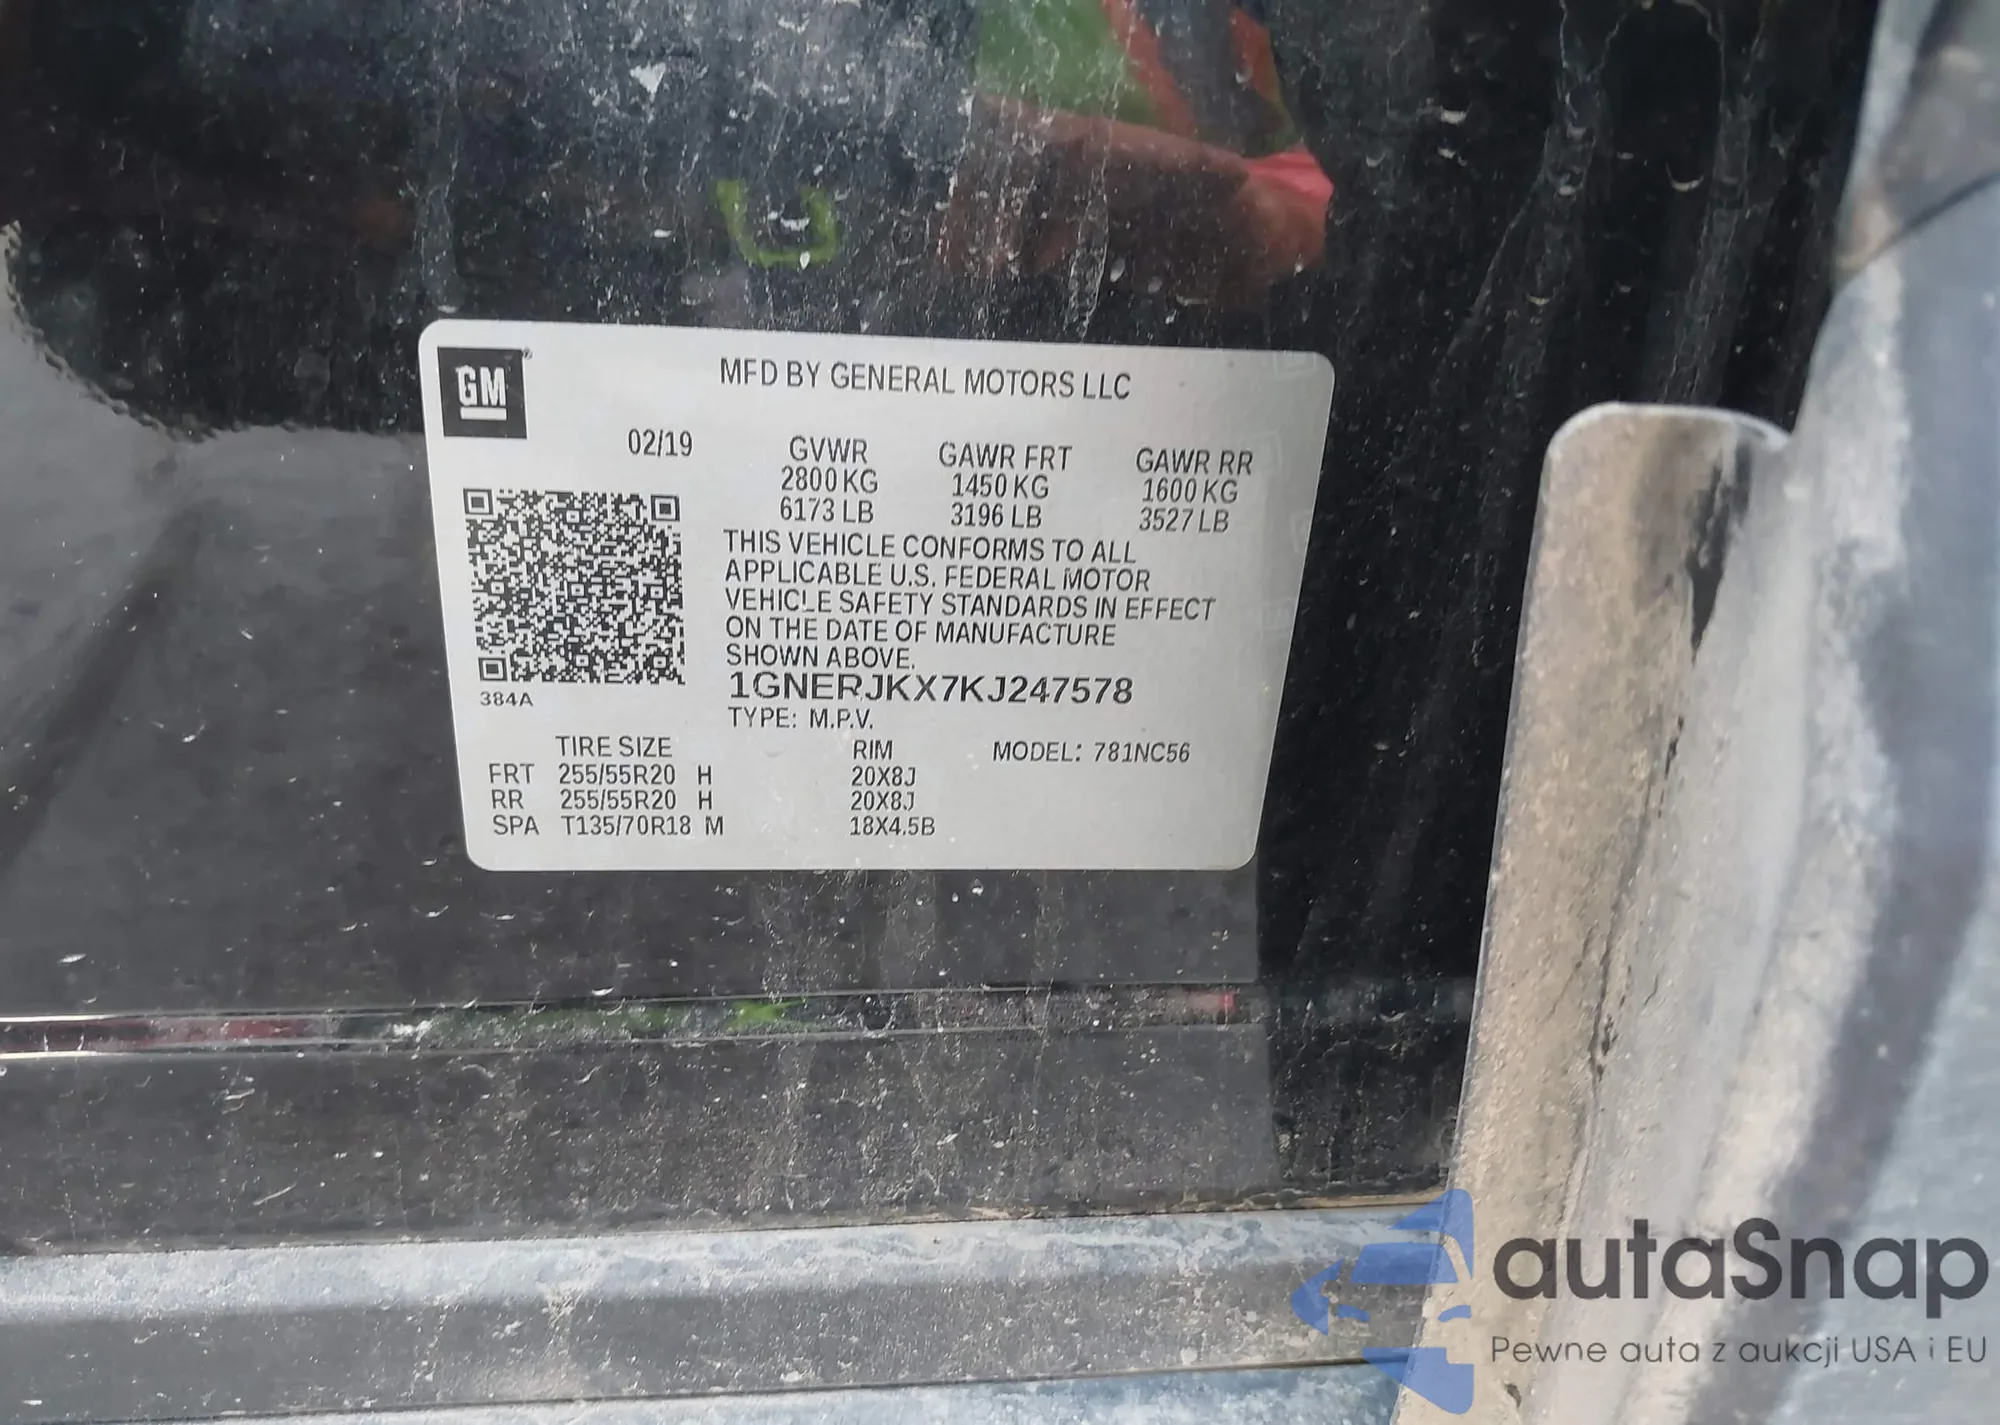 GM
MFD BY GENERAL MOTORS LLC
02/19
GVWR GAWR FRT GAWR RR
2800 KG 1450 KG 1600 KG
6173 LB 3196 LB 3527 LB
THIS VEHICLE CONFORMS TO ALL
APPLICABLE U.S. FEDERAL MOTOR
VEHICLE SAFETY STANDARDS IN EFFECT
ON THE DATE OF MANUFACTURE
SHOWN ABOVE.
1GNERJKX7KJ247578
384A
TYPE: M.P.V.
TIRE SIZE RIM MODEL: 781NC56
FRT 255/55R20 H 20X8J
RR 255/55R20 H 20X8J
SPA T135/70R18 M 18X4.5B
autaSnap
Pewne auta z aukcji USA i EU